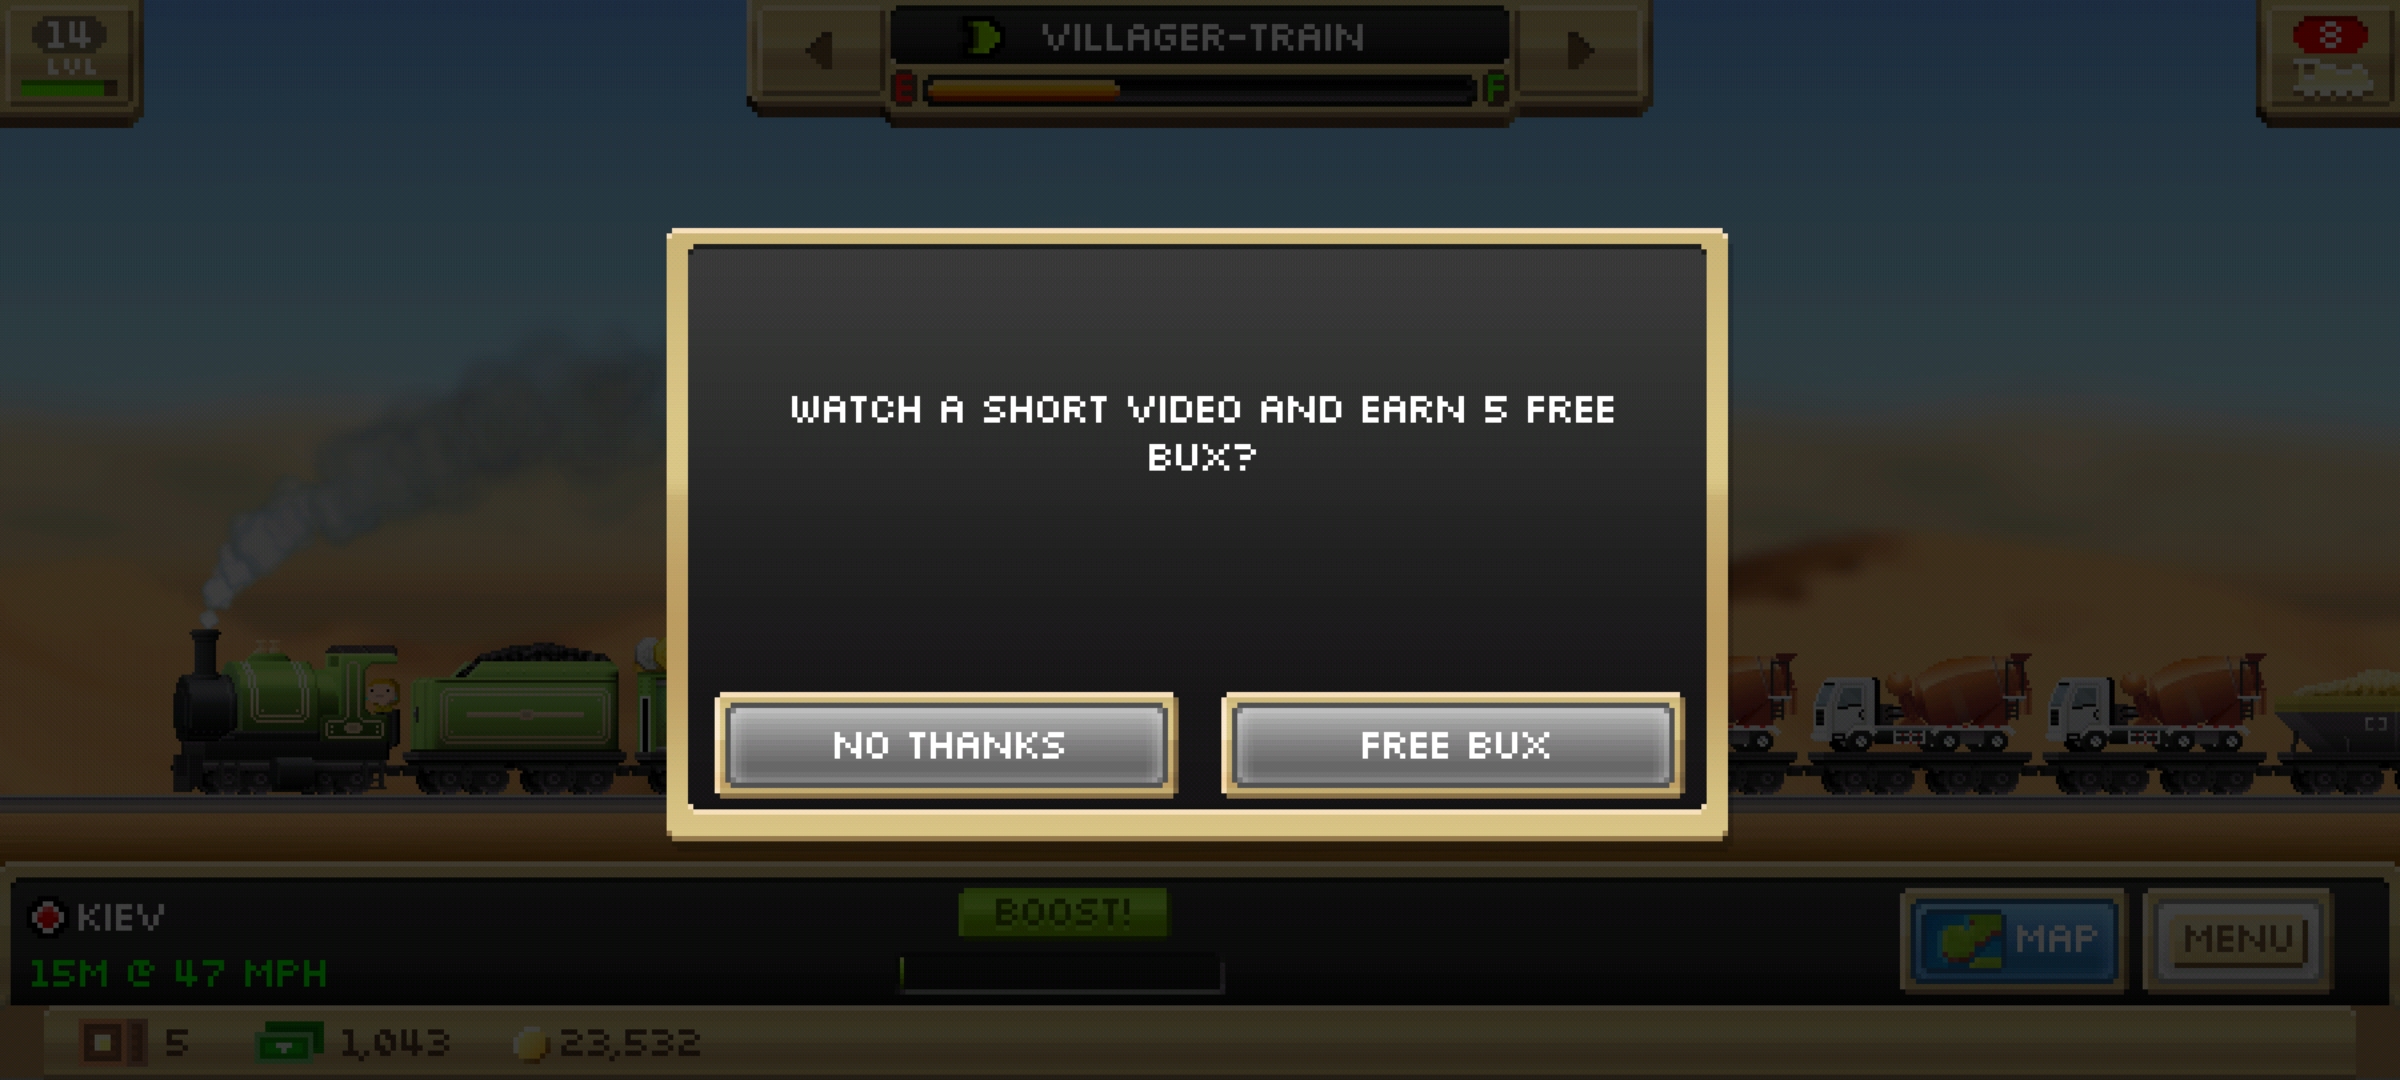 14
LVL
VILLAGER-TRAIN
E F
8
WATCH A SHORT VIDEO AND EARN 5 FREE
BUX?
NO THANKS
FREE BUX
KIEV
15M @ 47 MPH
BOOST!
MAP
MENU
5
1,043
23,532